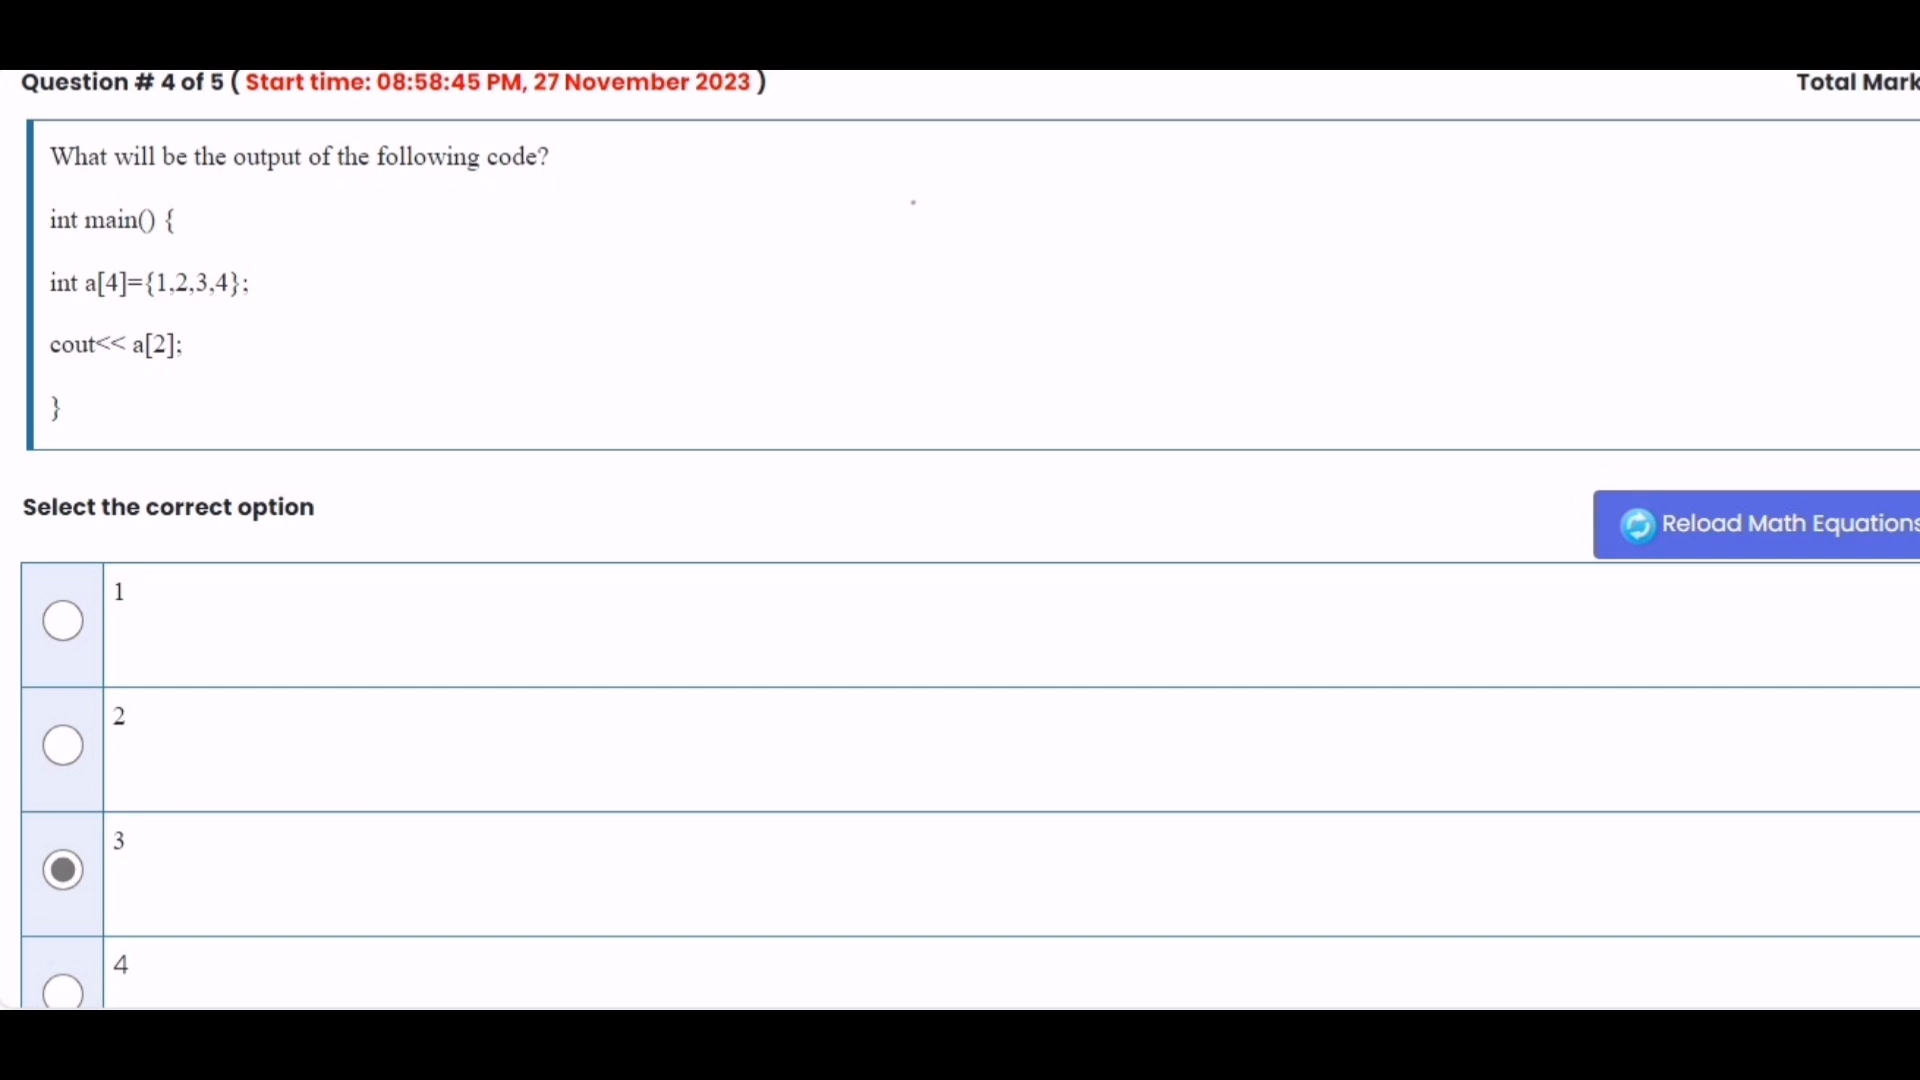 Question # 4 of 5 ( Start time: 08:58:45 PM, 27 November 2023 )
Total Mark
What will be the output of the following code?
int main() {
int a[4]={1,2,3,4};
cout<< a[2];
}
Select the correct option
Reload Math Equations
1
2
3
4